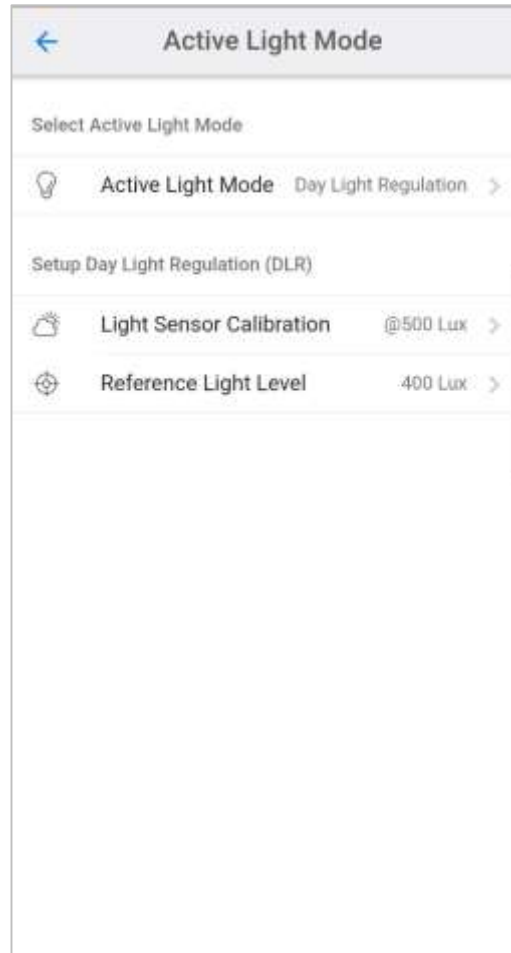 Active Light Mode
Select Active Light Mode
Active Light Mode Day Light Regulation
Setup Day Light Regulation (DLR)
Light Sensor Calibration @500 Lux
Reference Light Level 400 Lux